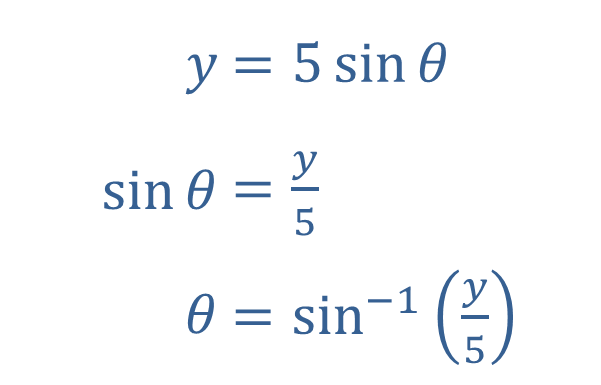 y = 5 sin θ
sin θ = y/5
θ = sin⁻¹ (y/5)